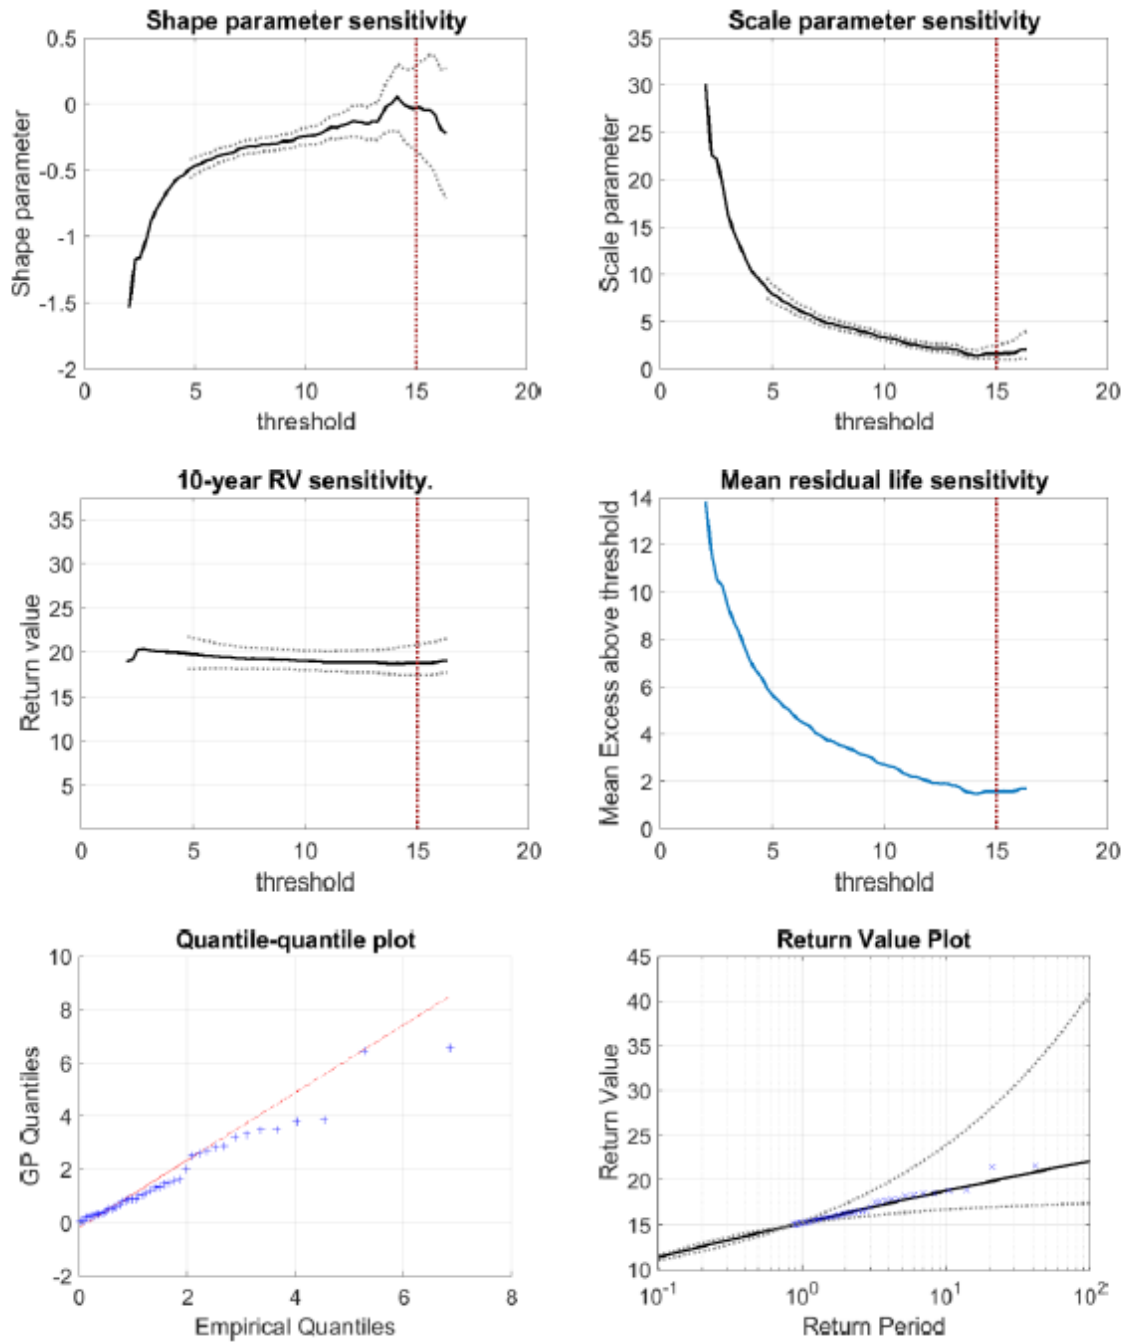 Shape parameter sensitivity
0.5
0
-0.5
-1
-1.5
-2
Shape parameter
0 5 10 15 20
threshold
Scale parameter sensitivity
35
30
25
20
15
10
5
0
Scale parameter
0 5 10 15 20
threshold
10-year RV sensitivity.
35
30
25
20
15
10
5
Return value
0 5 10 15 20
threshold
Mean residual life sensitivity
14
12
10
8
6
4
2
0
Mean Excess above threshold
0 5 10 15 20
threshold
Quantile-quantile plot
10
8
6
4
2
0
-2
GP Quantiles
0 2 4 6 8
Empirical Quantiles
Return Value Plot
45
40
35
30
25
20
15
10
Return Value
10⁻¹ 10⁰ 10¹ 10²
Return Period